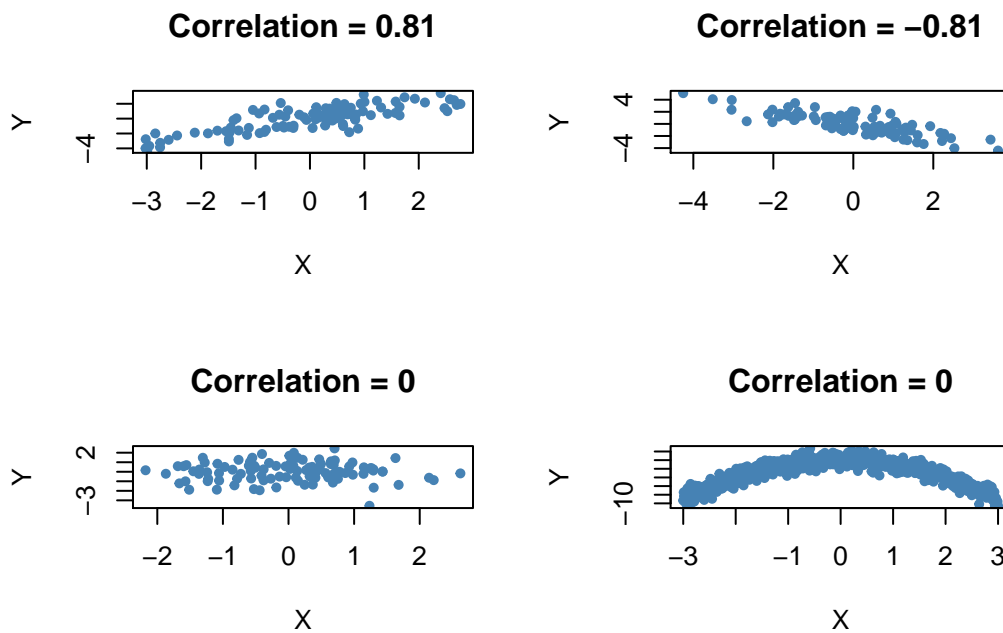 Correlation = 0.81
Y
−4
−3 −2 −1 0 1 2
X
Correlation = −0.81
Y
4
−4
−4 −2 0 2
X
Correlation = 0
Y
2
−3
−2 −1 0 1 2
X
Correlation = 0
Y
−10
−3 −1 0 1 2 3
X